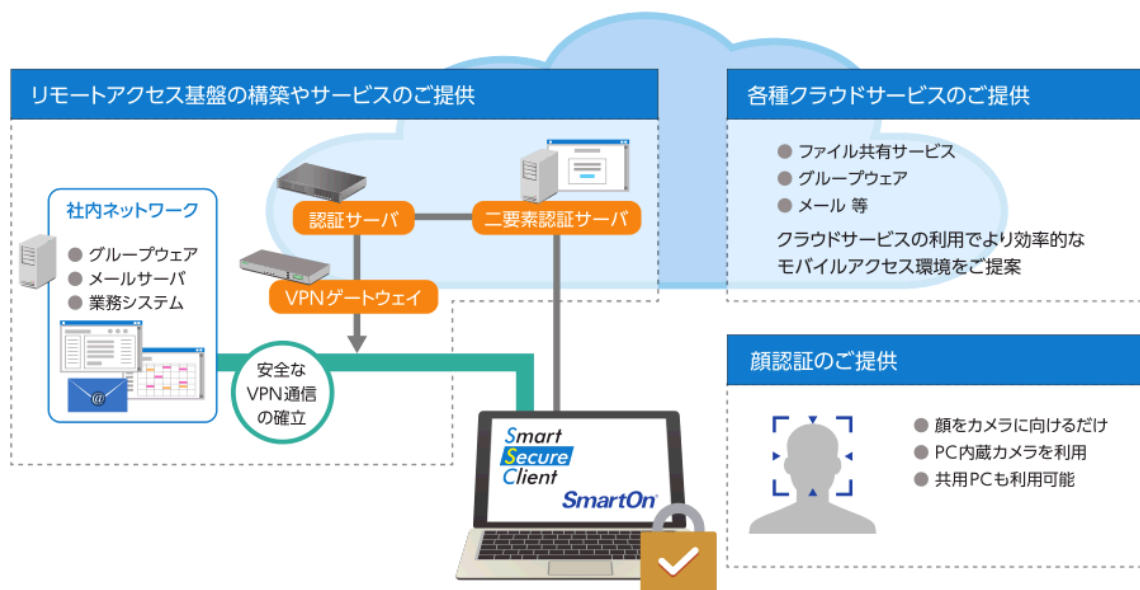 リモートアクセス基盤の構築やサービスのご提供
社内ネットワーク
● グループウェア
● メールサーバ
● 業務システム
@
認証サーバ
二要素認証サーバ
VPNゲートウェイ
安全な
VPN通信
の確立
Smart
Secure
Client
SmartOn®
各種クラウドサービスのご提供
● ファイル共有サービス
● グループウェア
● メール 等
クラウドサービスの利用でより効率的な
モバイルアクセス環境をご提案
顔認証のご提供
● 顔をカメラに向けるだけ
● PC内蔵カメラを利用
● 共用PCも利用可能